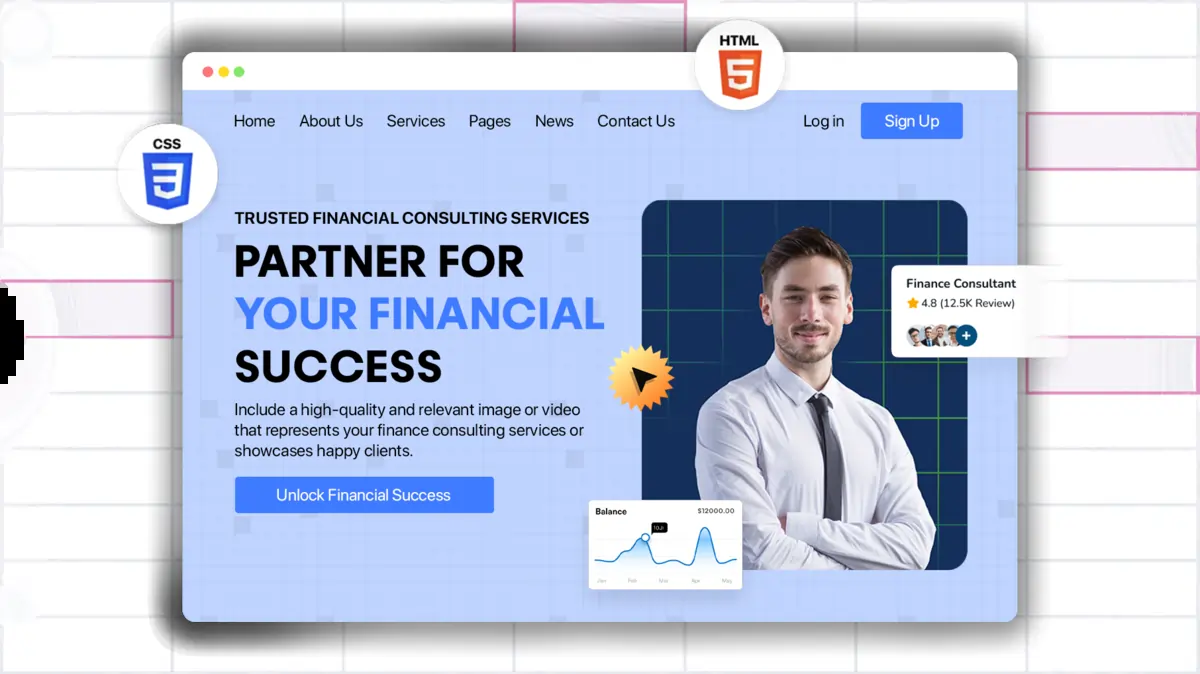 HTML
5
CSS
3
Home About Us Services Pages News Contact Us Log in Sign Up
TRUSTED FINANCIAL CONSULTING SERVICES
PARTNER FOR
YOUR FINANCIAL
SUCCESS
Include a high-quality and relevant image or video
that represents your finance consulting services or
showcases happy clients.
Unlock Financial Success
Finance Consultant
4.8 (12.5K Review)
+
Balance $12000.00
Jan Feb Mar Apr May